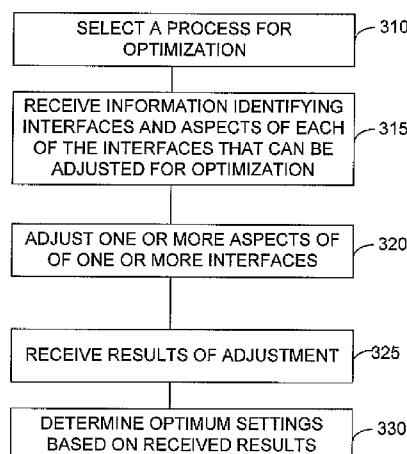 SELECT A PROCESS FOR
OPTIMIZATION
310
RECEIVE INFORMATION IDENTIFYING
INTERFACES AND ASPECTS OF EACH
OF THE INTERFACES THAT CAN BE
ADJUSTED FOR OPTIMIZATION
315
ADJUST ONE OR MORE ASPECTS OF
OF ONE OR MORE INTERFACES
320
RECEIVE RESULTS OF ADJUSTMENT
325
DETERMINE OPTIMUM SETTINGS
BASED ON RECEIVED RESULTS
330